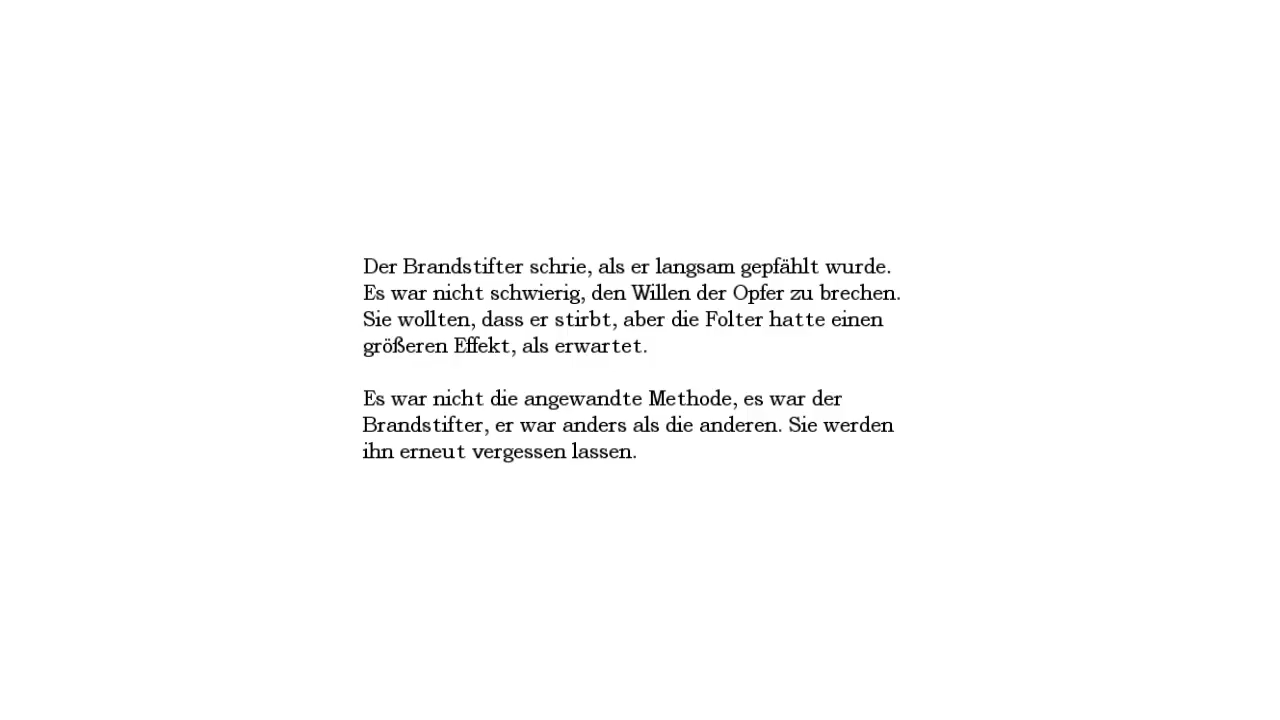 Der Brandstifter schrie, als er langsam gepfählt wurde.
Es war nicht schwierig, den Willen der Opfer zu brechen.
Sie wollten, dass er stirbt, aber die Folter hatte einen
größeren Effekt, als erwartet.
Es war nicht die angewandte Methode, es war der
Brandstifter, er war anders als die anderen. Sie werden
ihn erneut vergessen lassen.